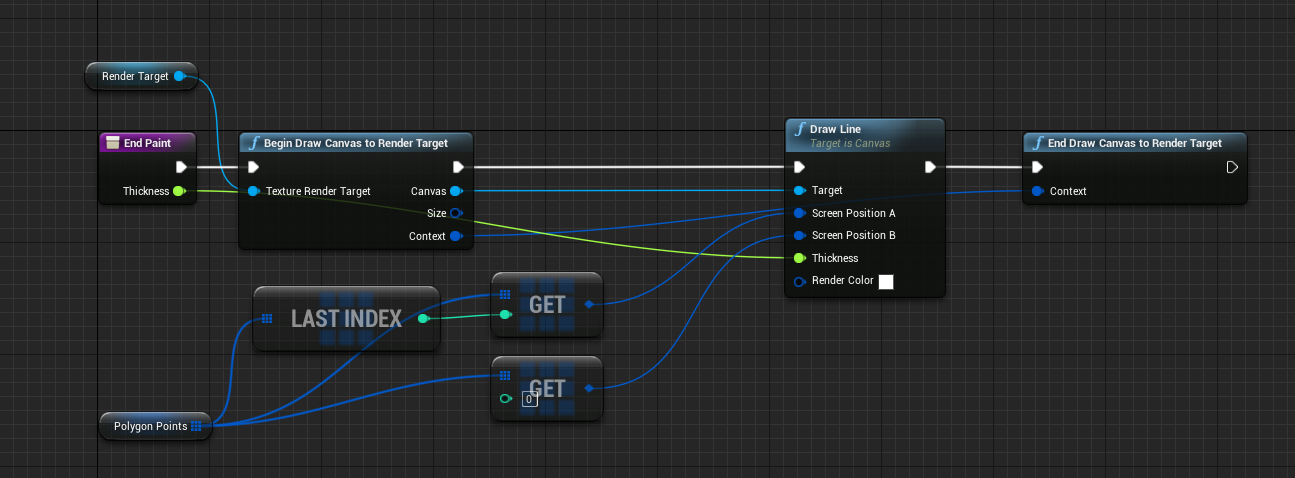 Render Target
End Paint
Thickness
f Begin Draw Canvas to Render Target
Texture Render Target
Canvas
Size
Context
f Draw Line
Target is Canvas
Target
Screen Position A
Screen Position B
Thickness
Render Color
f End Draw Canvas to Render Target
Context
LAST INDEX
GET
GET
0
Polygon Points